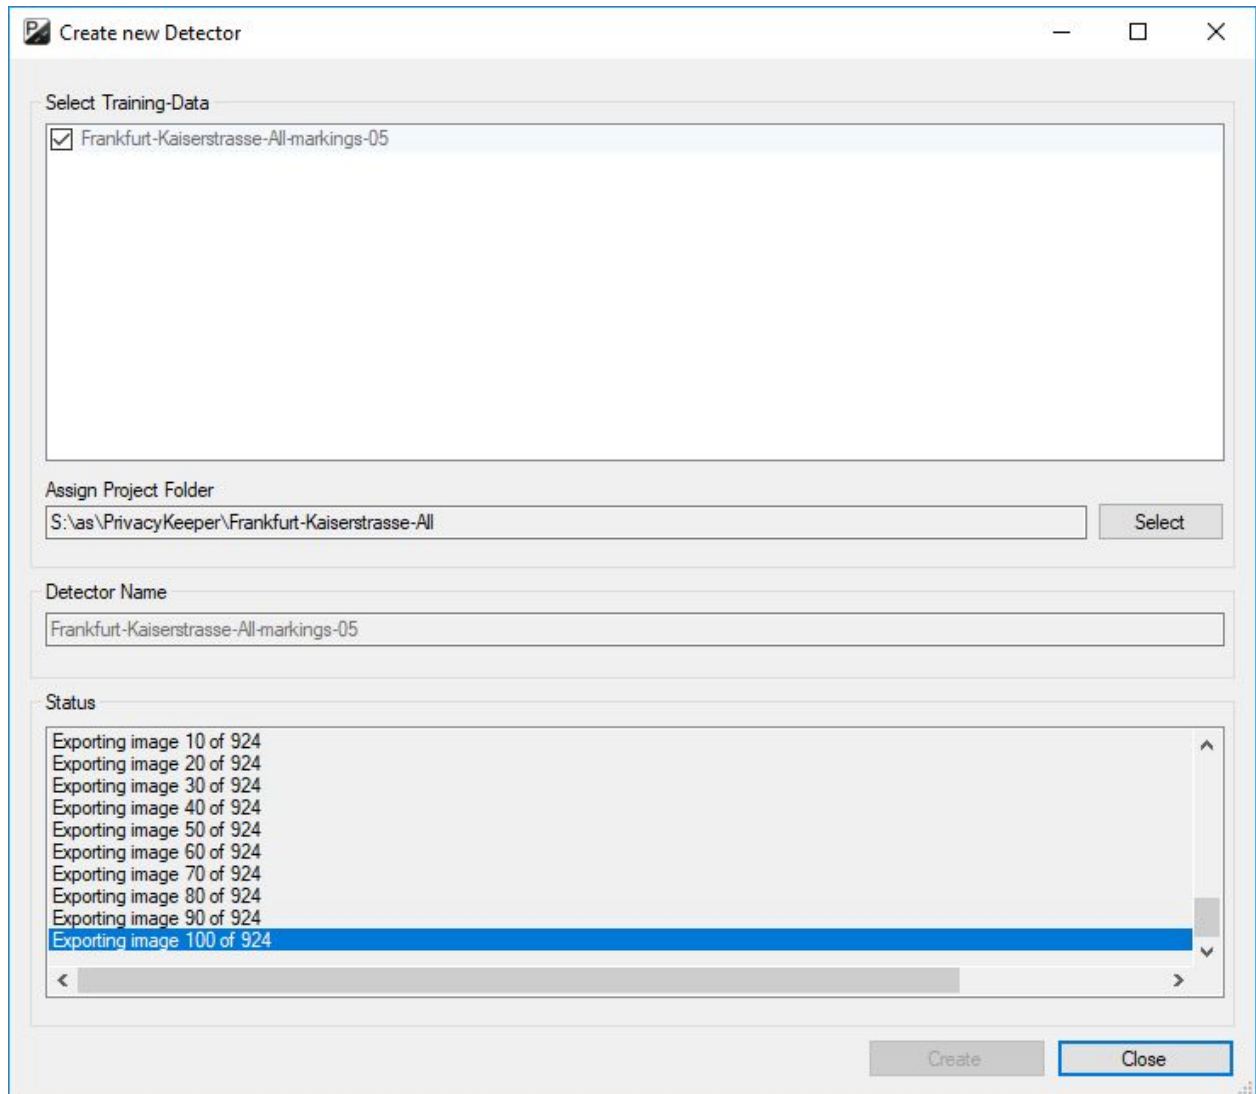 Create new Detector
Select Training-Data
Frankfurt-Kaiserstrasse-All-markings-05
Assign Project Folder
S:\as\PrivacyKeeper\Frankfurt-Kaiserstrasse-All
Select
Detector Name
Frankfurt-Kaiserstrasse-All-markings-05
Status
Exporting image 10 of 924
Exporting image 20 of 924
Exporting image 30 of 924
Exporting image 40 of 924
Exporting image 50 of 924
Exporting image 60 of 924
Exporting image 70 of 924
Exporting image 80 of 924
Exporting image 90 of 924
Exporting image 100 of 924
Create
Close